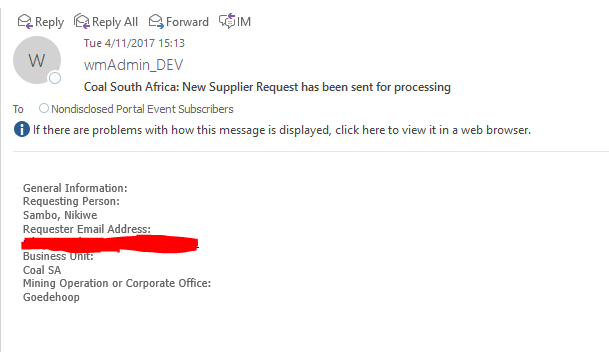 Reply Reply All Forward IM
Tue 4/11/2017 15:13
W
wmAdmin_DEV
Coal South Africa: New Supplier Request has been sent for processing
To Nondisclosed Portal Event Subscribers
If there are problems with how this message is displayed, click here to view it in a web browser.
General Information:
Requesting Person:
Sambo, Nikiwe
Requester Email Address:
Business Unit:
Coal SA
Mining Operation or Corporate Office:
Goedehoop